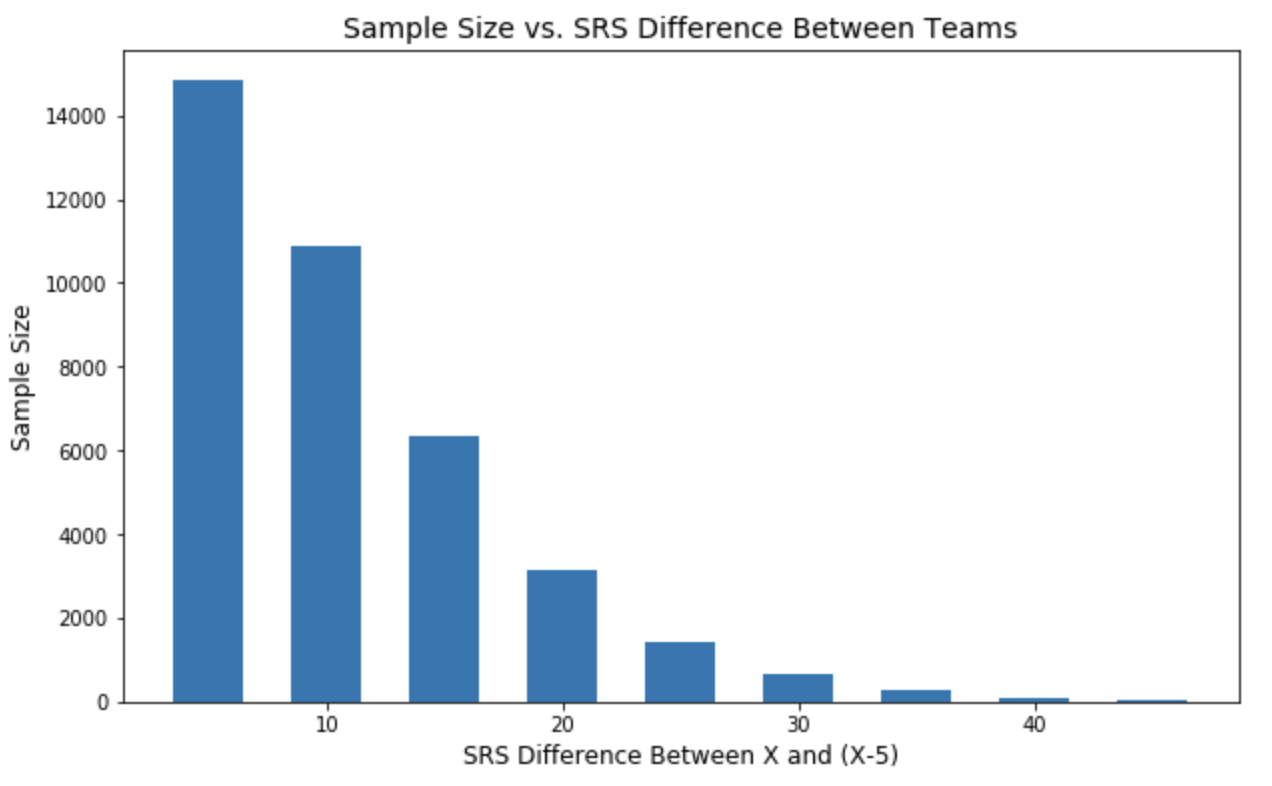 Sample Size vs. SRS Difference Between Teams
14000
12000
10000
8000
6000
4000
2000
0
Sample Size
10 20 30 40
SRS Difference Between X and (X-5)